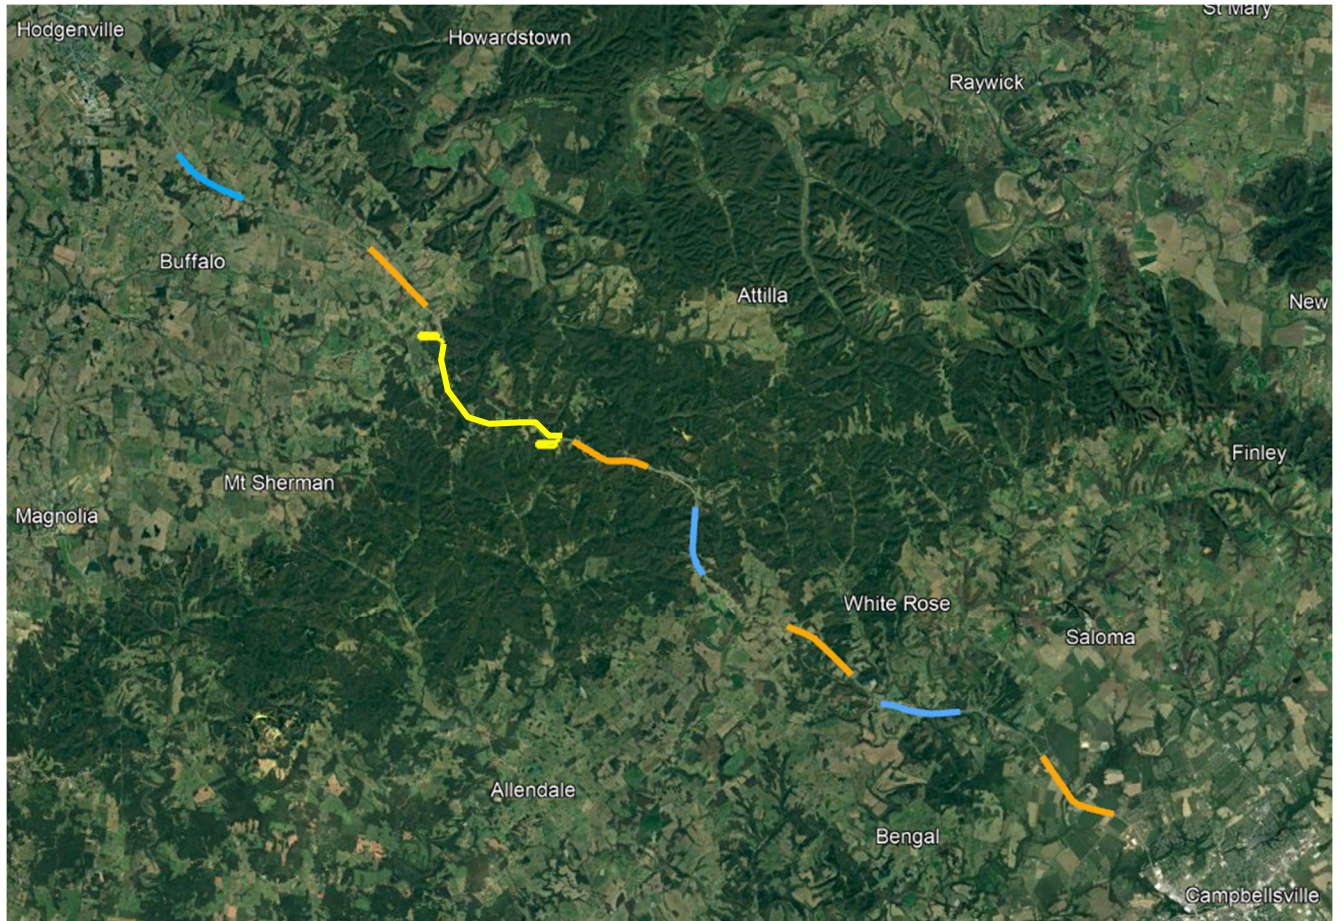 St Mary
Hodgenville
Howardstown
Raywick
Buffalo
Attilla
New
Finley
Mt Sherman
Magnolia
White Rose
Saloma
Allendale
Bengal
Campbellsville